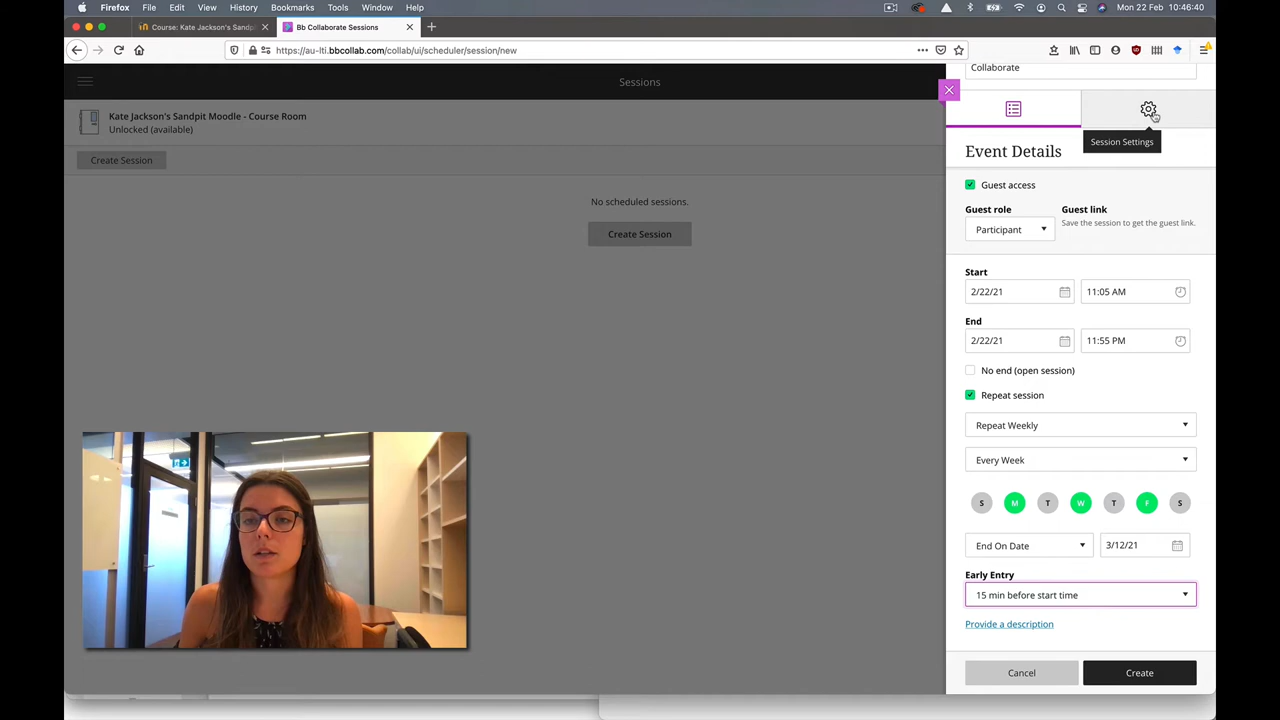 Firefox File Edit View History Bookmarks Tools Window Help Mon 22 Feb 10:46:40
Course: Kate Jackson's Sandpi
Bb Collaborate Sessions
https://au-lti.bbcollab.com/collab/ui/scheduler/session/new
Sessions
Collaborate
Kate Jackson's Sandpit Moodle - Course Room
Unlocked (available)
Session Settings
Event Details
Create Session
Guest access
No scheduled sessions.
Guest role
Guest link
Save the session to get the guest link.
Participant
Create Session
Start
2/22/21
11:05 AM
End
2/22/21
11:55 PM
No end (open session)
Repeat session
Repeat Weekly
Every Week
S M T W T F S
End On Date
3/12/21
Early Entry
15 min before start time
Provide a description
Cancel
Create